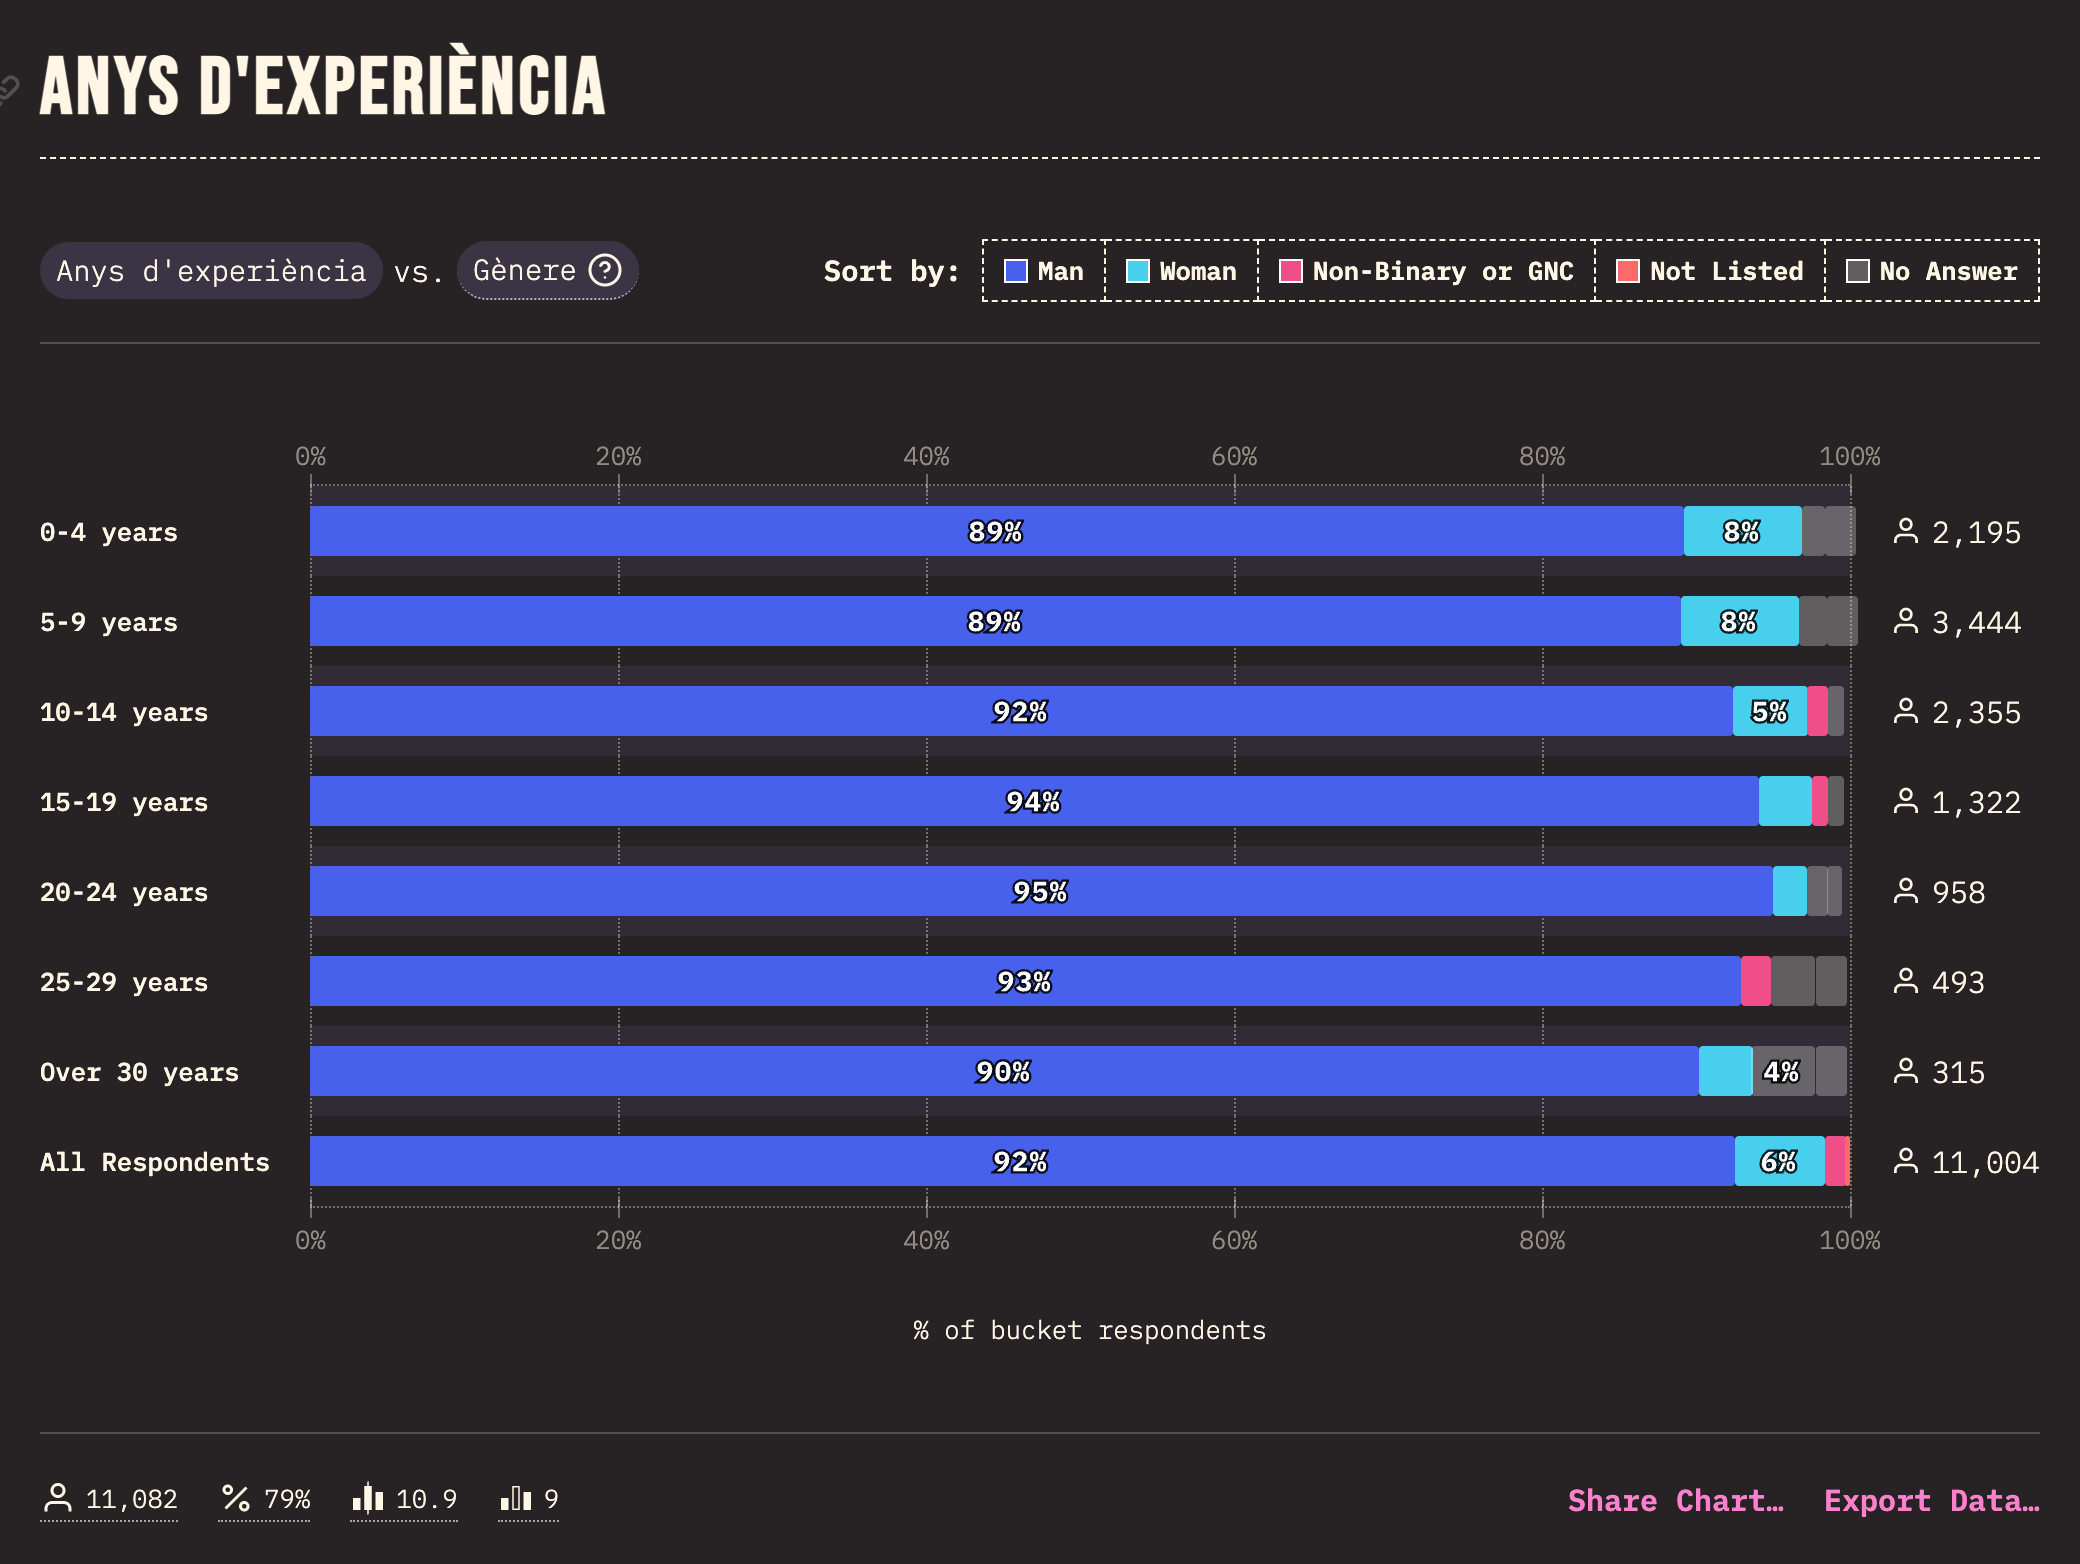 ANYS D'EXPERIÈNCIA
Anys d'experiència vs. Gènere ? Sort by: Man Woman Non-Binary or GNC Not Listed No Answer
0% 20% 40% 60% 80% 100%
0-4 years 89% 8% 2,195
5-9 years 89% 8% 3,444
10-14 years 92% 5% 2,355
15-19 years 94% 1,322
20-24 years 95% 958
25-29 years 93% 493
Over 30 years 90% 4% 315
All Respondents 92% 6% 11,004
0% 20% 40% 60% 80% 100%
% of bucket respondents
11,082 79% 10.9 9 Share Chart… Export Data…